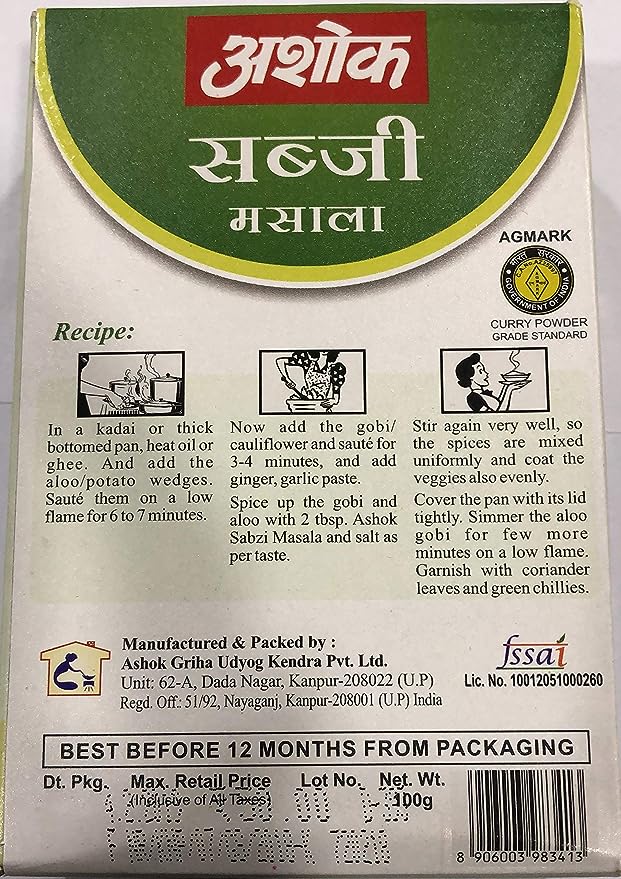 अशोक
सब्जी
मसाला
AGMARK
भारत सरकार
GOVERNMENT OF INDIA
CURRY POWDER
GRADE STANDARD
Recipe:
In a kadai or thick
bottomed pan, heat oil or
ghee. And add the
aloo/potato wedges.
Sauté them on a low
flame for 6 to 7 minutes.
Now add the gobi/
cauliflower and sauté for
3-4 minutes, and add
ginger, garlic paste.
Spice up the gobi and
aloo with 2 tbsp. Ashok
Sabzi Masala and salt as
per taste.
Stir again very well, so
the spices are mixed
uniformly and coat the
veggies also evenly.
Cover the pan with its lid
tightly. Simmer the aloo
gobi for few more
minutes on a low flame.
Garnish with coriander
leaves and green chillies.
Manufactured & Packed by :
Ashok Griha Udyog Kendra Pvt. Ltd.
Unit: 62-A, Dada Nagar, Kanpur-208022 (U.P)
Regd. Off.: 51/92, Nayaganj, Kanpur-208001 (U.P) India
fssai
Lic. No. 10012051000260
BEST BEFORE 12 MONTHS FROM PACKAGING
Dt. Pkg. Max. Retail Price Lot No. Net. Wt.
(Inclusive of All Taxes) 100g
8 906003 983413